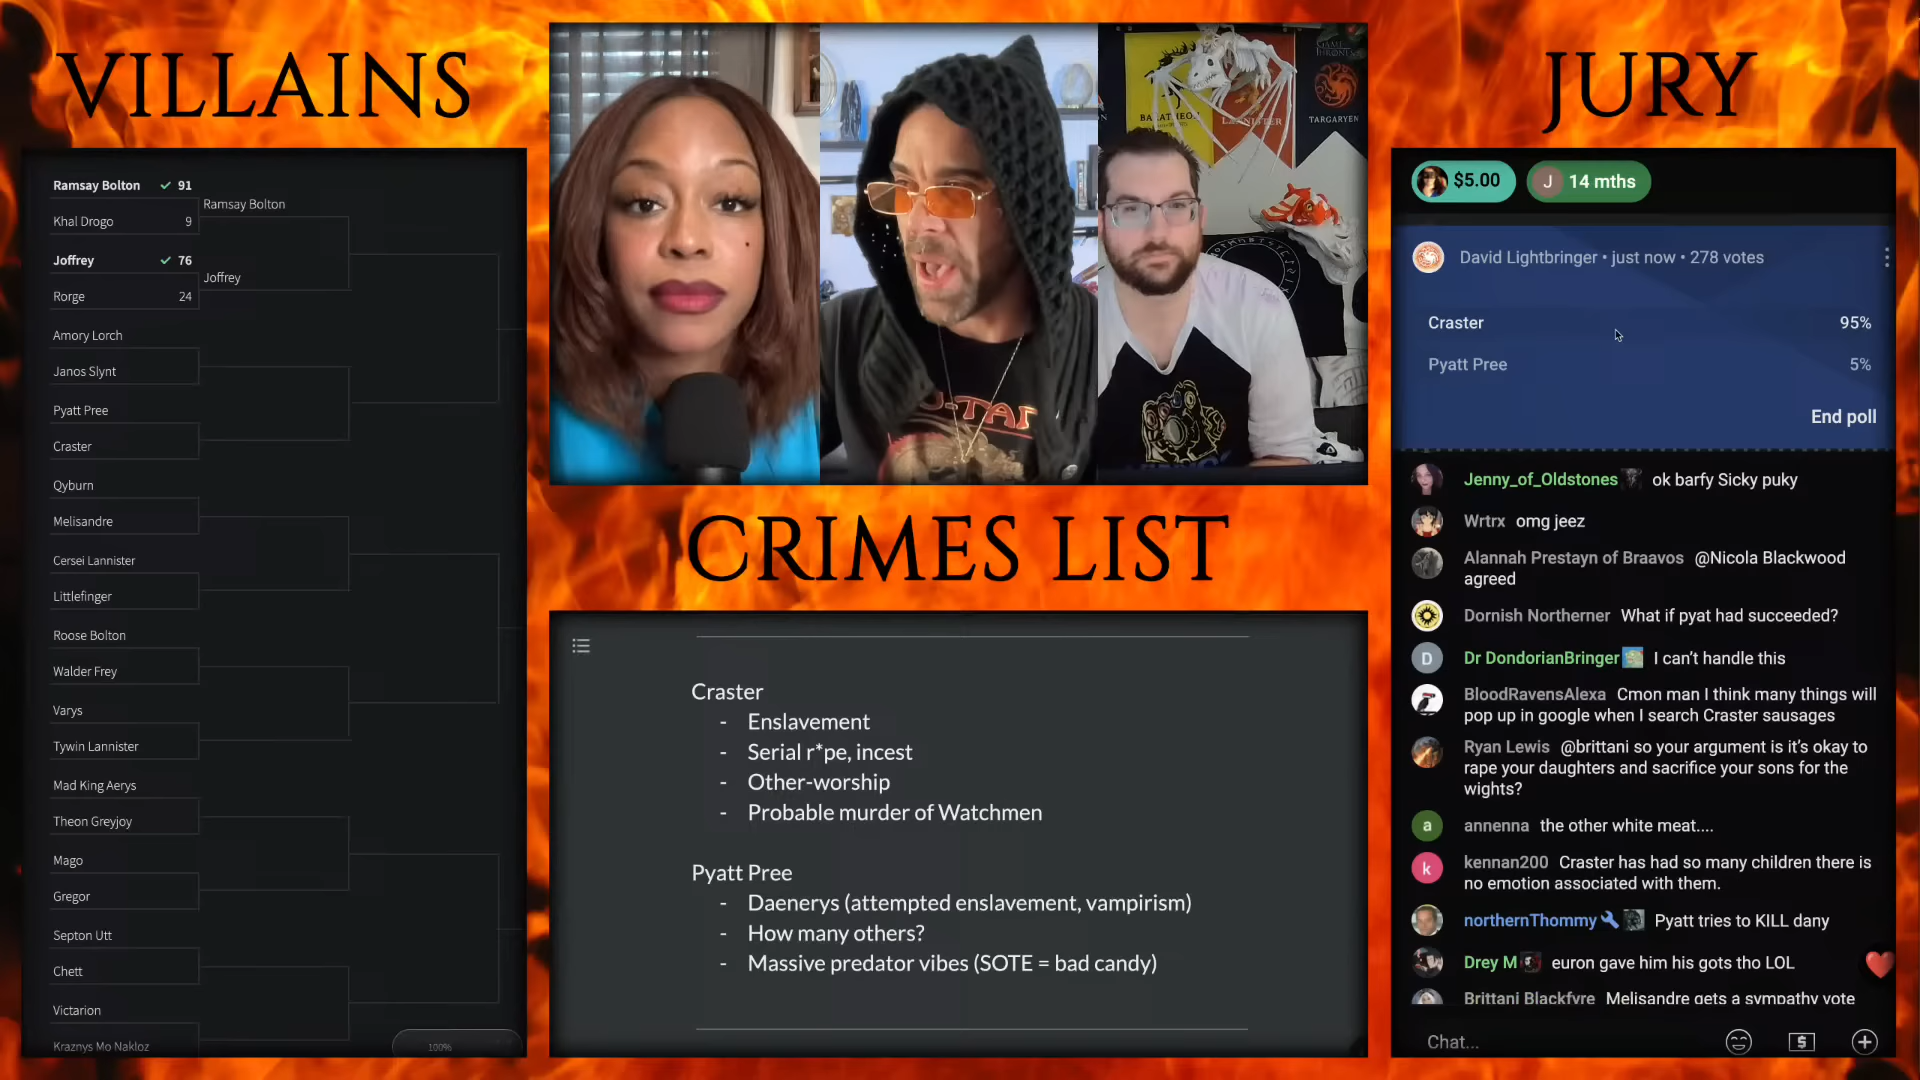 VILLAINS
Ramsay Bolton 91
Khal Drogo 9
Ramsay Bolton
Joffrey 76
Rorge 24
Joffrey
Amory Lorch
Janos Slynt
Pyatt Pree
Craster
Qyburn
Melisandre
Cersei Lannister
Littlefinger
Roose Bolton
Walder Frey
Varys
Tywin Lannister
Mad King Aerys
Theon Greyjoy
Mago
Gregor
Septon Utt
Chett
Victarion
Kraznys Mo Nakloz
100%
BARATHEON
LANNISTER
TARGARYEN
GAME
THRONES
CRIMES LIST
Craster
- Enslavement
- Serial r*pe, incest
- Other-worship
- Probable murder of Watchmen
Pyatt Pree
- Daenerys (attempted enslavement, vampirism)
- How many others?
- Massive predator vibes (SOTE = bad candy)
JURY
$5.00
J 14 mths
David Lightbringer • just now • 278 votes
Craster 95%
Pyatt Pree 5%
End poll
Jenny_of_Oldstones ok barfy Sicky puky
Wrtrx omg jeez
Alannah Prestayn of Braavos @Nicola Blackwood
agreed
Dornish Northerner What if pyat had succeeded?
D Dr DondorianBringer I can't handle this
BloodRavensAlexa Cmon man I think many things will
pop up in google when I search Craster sausages
Ryan Lewis @brittani so your argument is it's okay to
rape your daughters and sacrifice your sons for the
wights?
a annenna the other white meat....
k kennan200 Craster has had so many children there is
no emotion associated with them.
northernThommy Pyatt tries to KILL dany
Drey M euron gave him his gots tho LOL
Brittani Blackfyre Melisandre gets a sympathy vote
Chat...